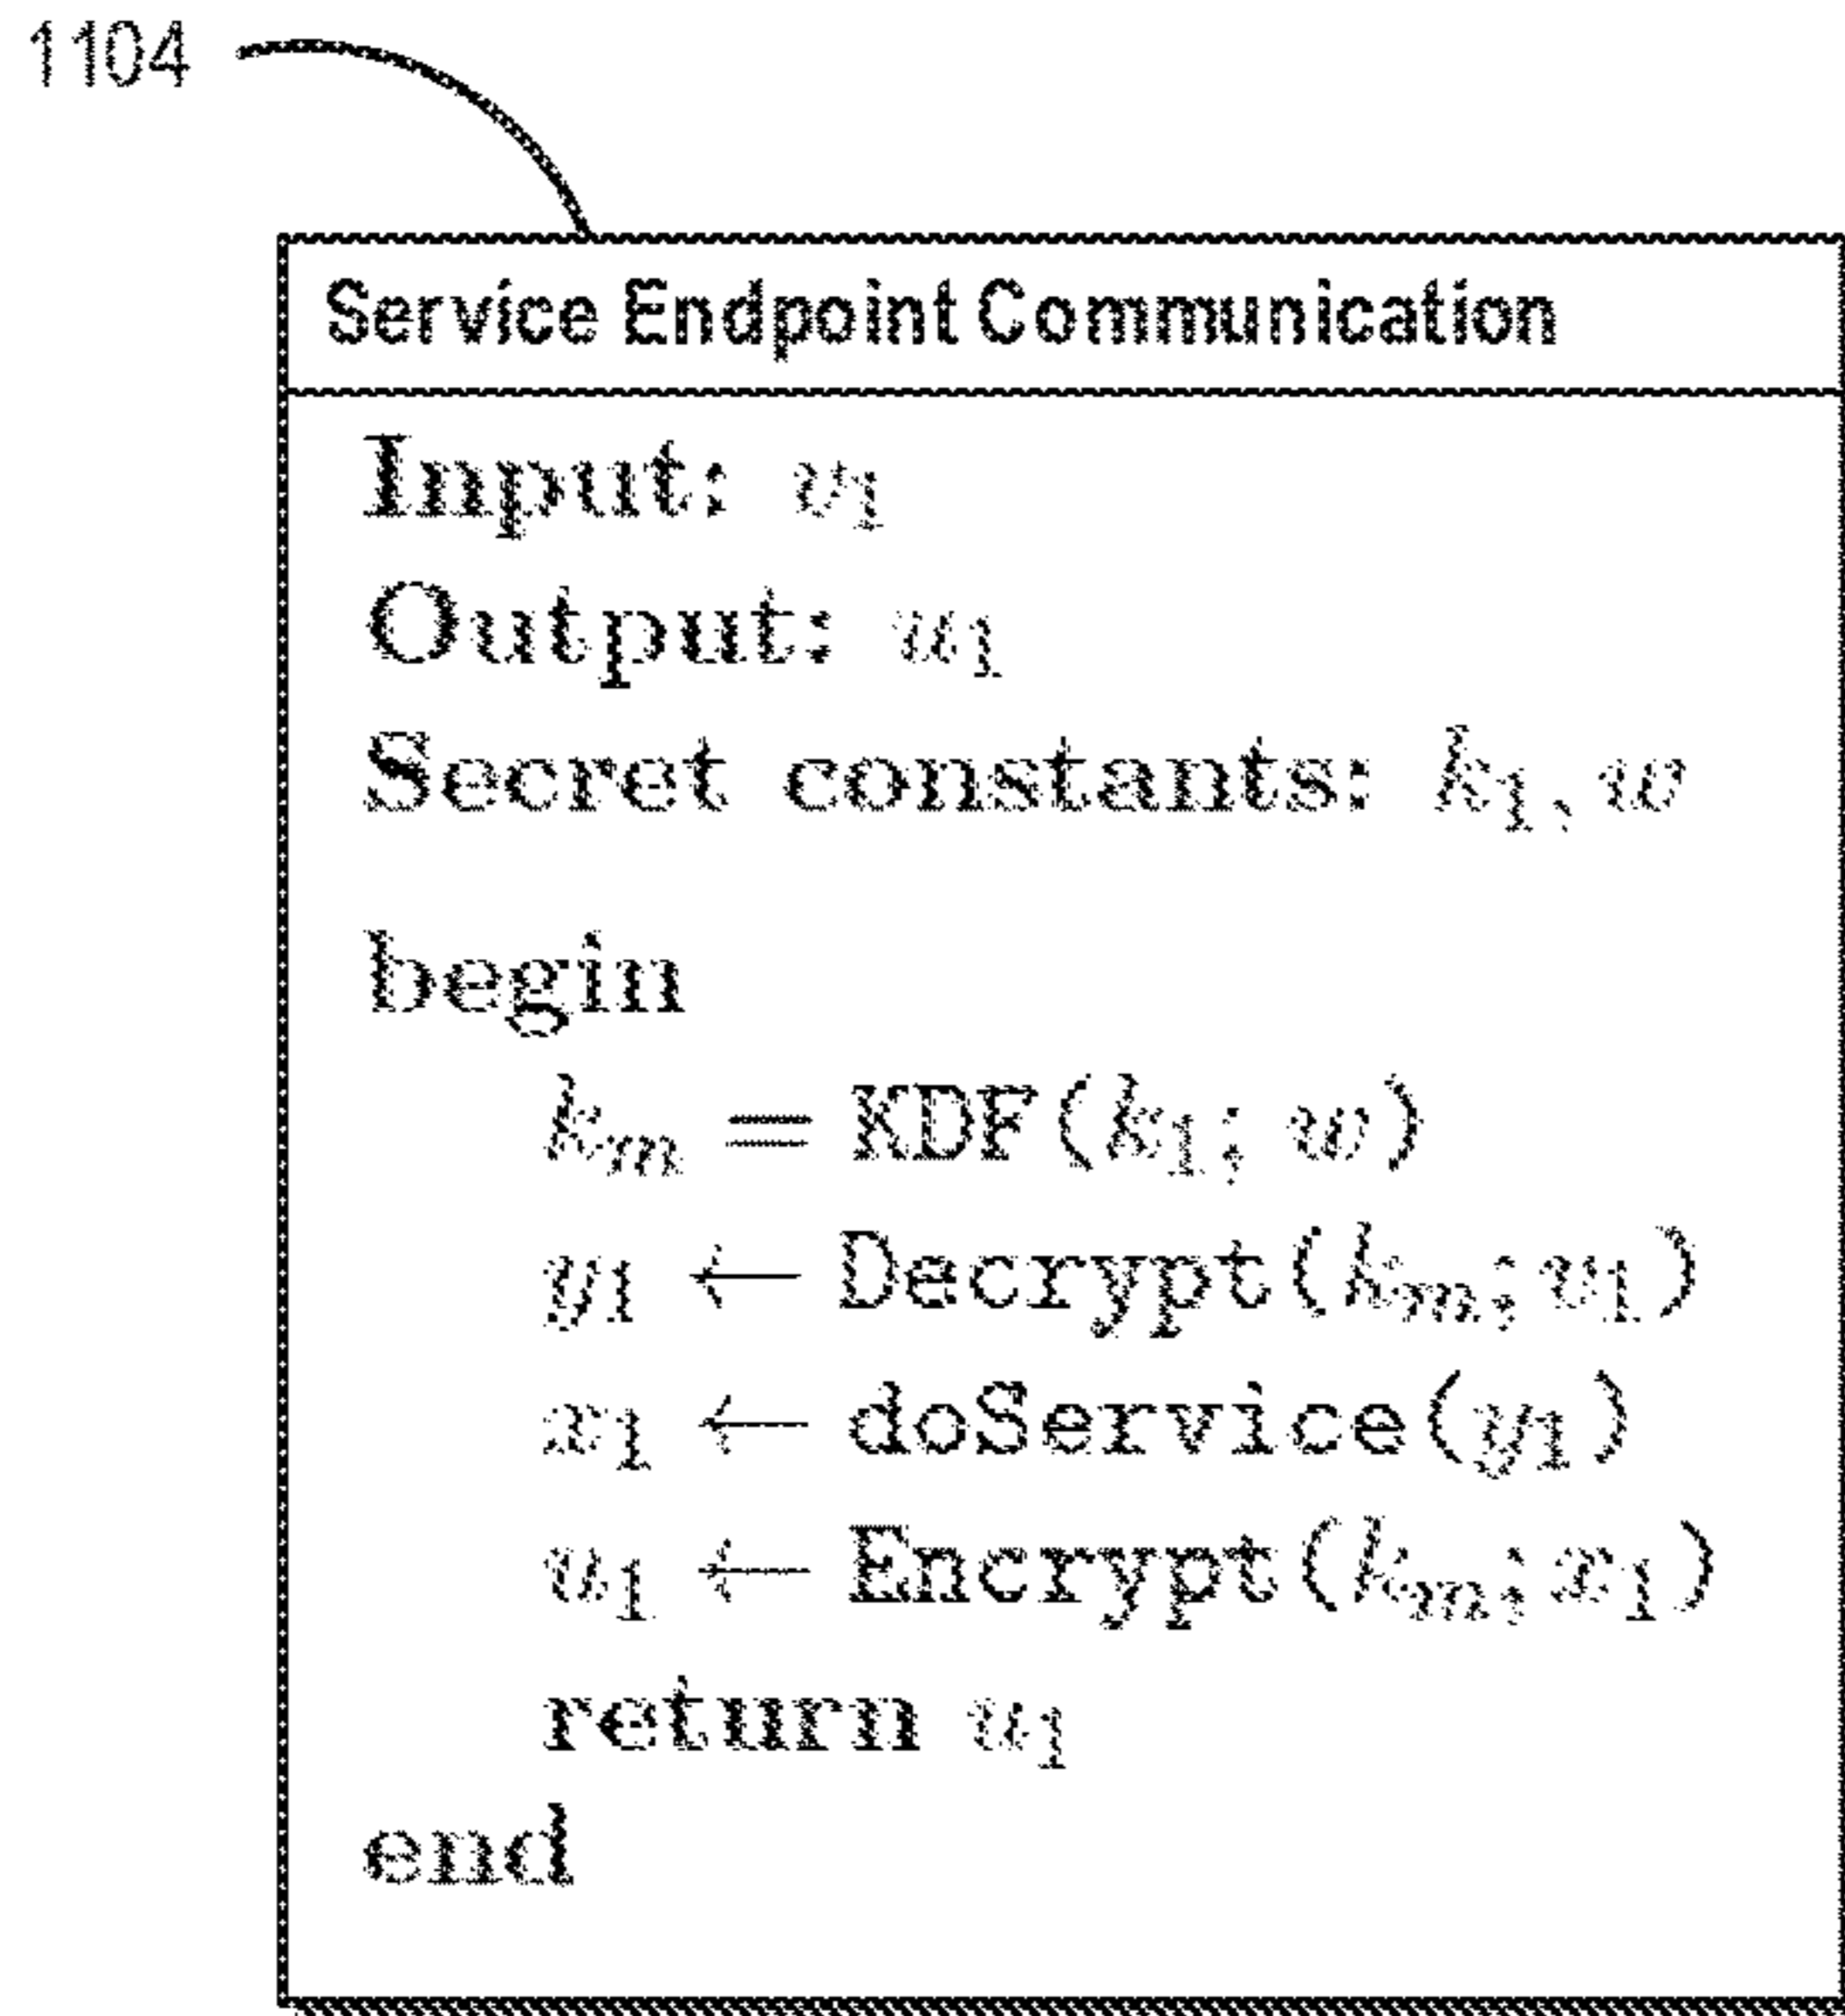 1104
Service Endpoint Communication
Input: v₁
Output: u₁
Secret constants: k₁, w
begin
kₘ = KDF(k₁; w)
y₁ ← Decrypt(kₘ; v₁)
x₁ ← doService(y₁)
u₁ ← Encrypt(kₘ; x₁)
return u₁
end